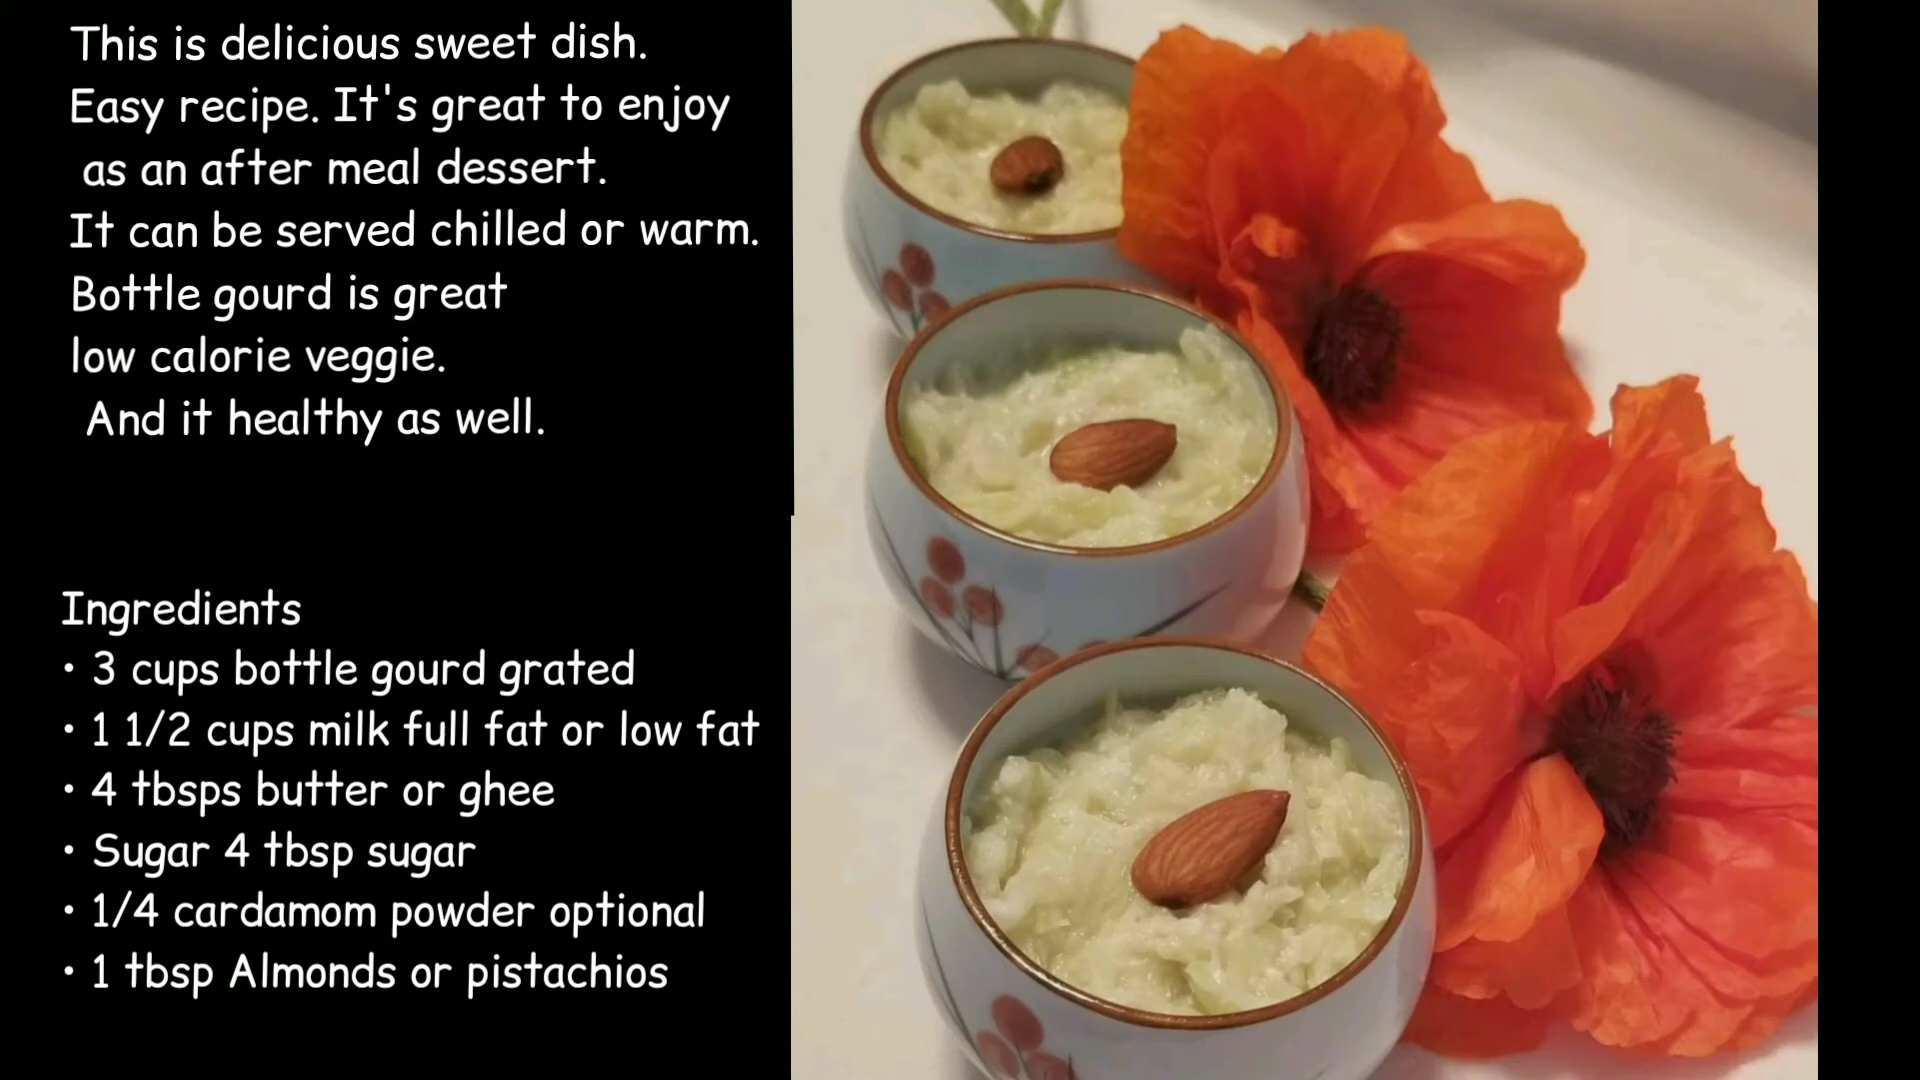 This is delicious sweet dish.
Easy recipe. It's great to enjoy
as an after meal dessert.
It can be served chilled or warm.
Bottle gourd is great
low calorie veggie.
And it healthy as well.
Ingredients
• 3 cups bottle gourd grated
• 1 1/2 cups milk full fat or low fat
• 4 tbsps butter or ghee
• Sugar 4 tbsp sugar
• 1/4 cardamom powder optional
• 1 tbsp Almonds or pistachios